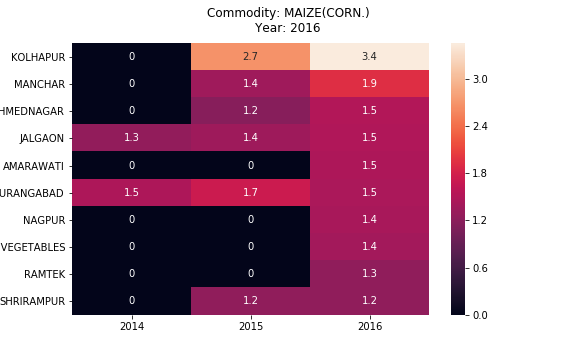 Commodity: MAIZE(CORN.)
Year: 2016
KOLHAPUR 0 2.7 3.4
MANCHAR 0 1.4 1.9
HMEDNAGAR 0 1.2 1.5
JALGAON 1.3 1.4 1.5
AMARAWATI 0 0 1.5
URANGABAD 1.5 1.7 1.5
NAGPUR 0 0 1.4
VEGETABLES 0 0 1.4
RAMTEK 0 0 1.3
SHRIRAMPUR 0 1.2 1.2
2014 2015 2016
3.0
2.4
1.8
1.2
0.6
0.0